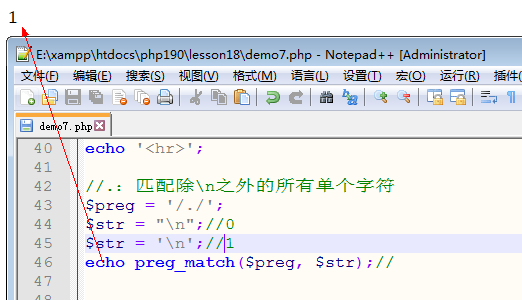 1
E:\xampp\htdocs\php190\lesson18\demo7.php - Notepad++ [Administrator]
文件(F) 编辑(E) 搜索(S) 视图(V) 格式(M) 语言(L) 设置(T) 宏(O) 运行(R) 插件(
demo7.php
40 echo '<hr>';
41
42 //.: 匹配除\n之外的所有单个字符
43 $preg = '/./';
44 $str = "\n";//0
45 $str = '\n';//1
46 echo preg_match($preg, $str);//
47
48